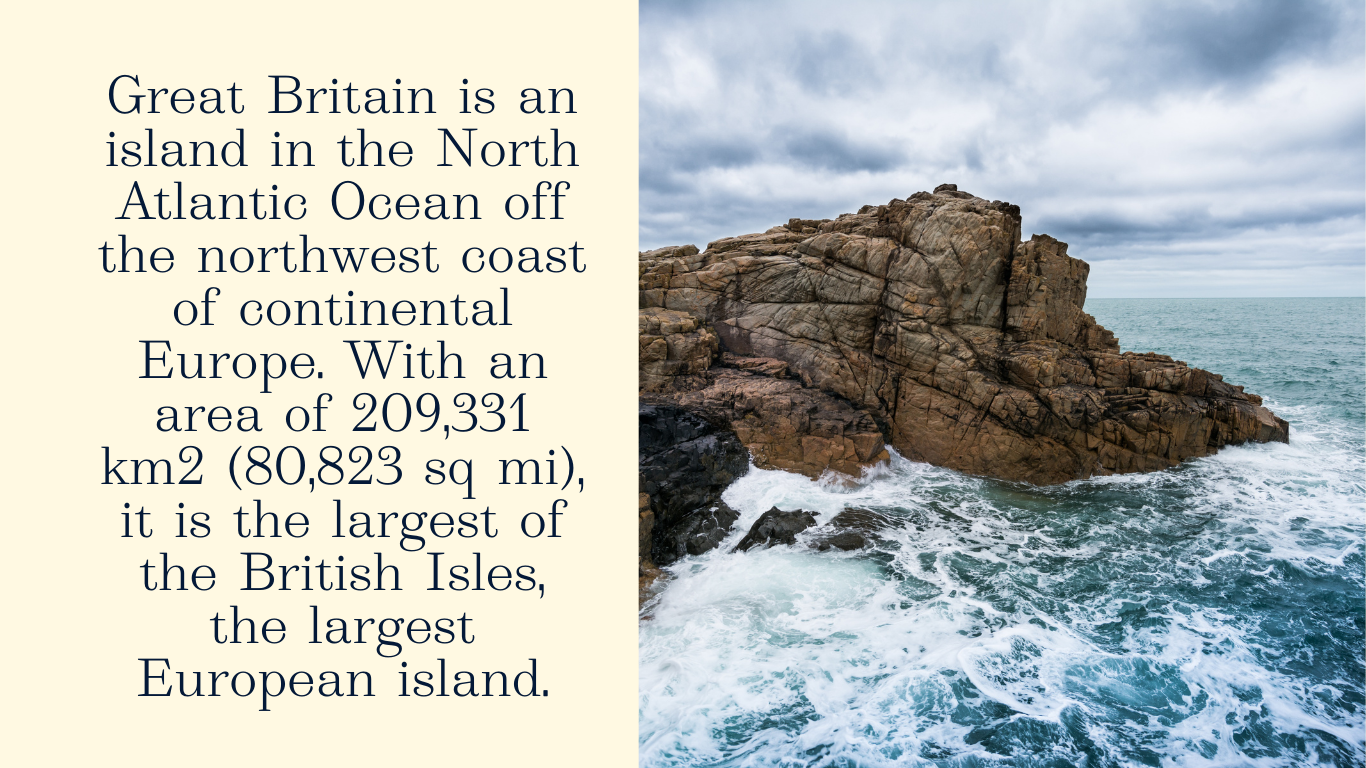 Great Britain is an
island in the North
Atlantic Ocean off
the northwest coast
of continental
Europe. With an
area of 209,331
km2 (80,823 sq mi),
it is the largest of
the British Isles,
the largest
European island.